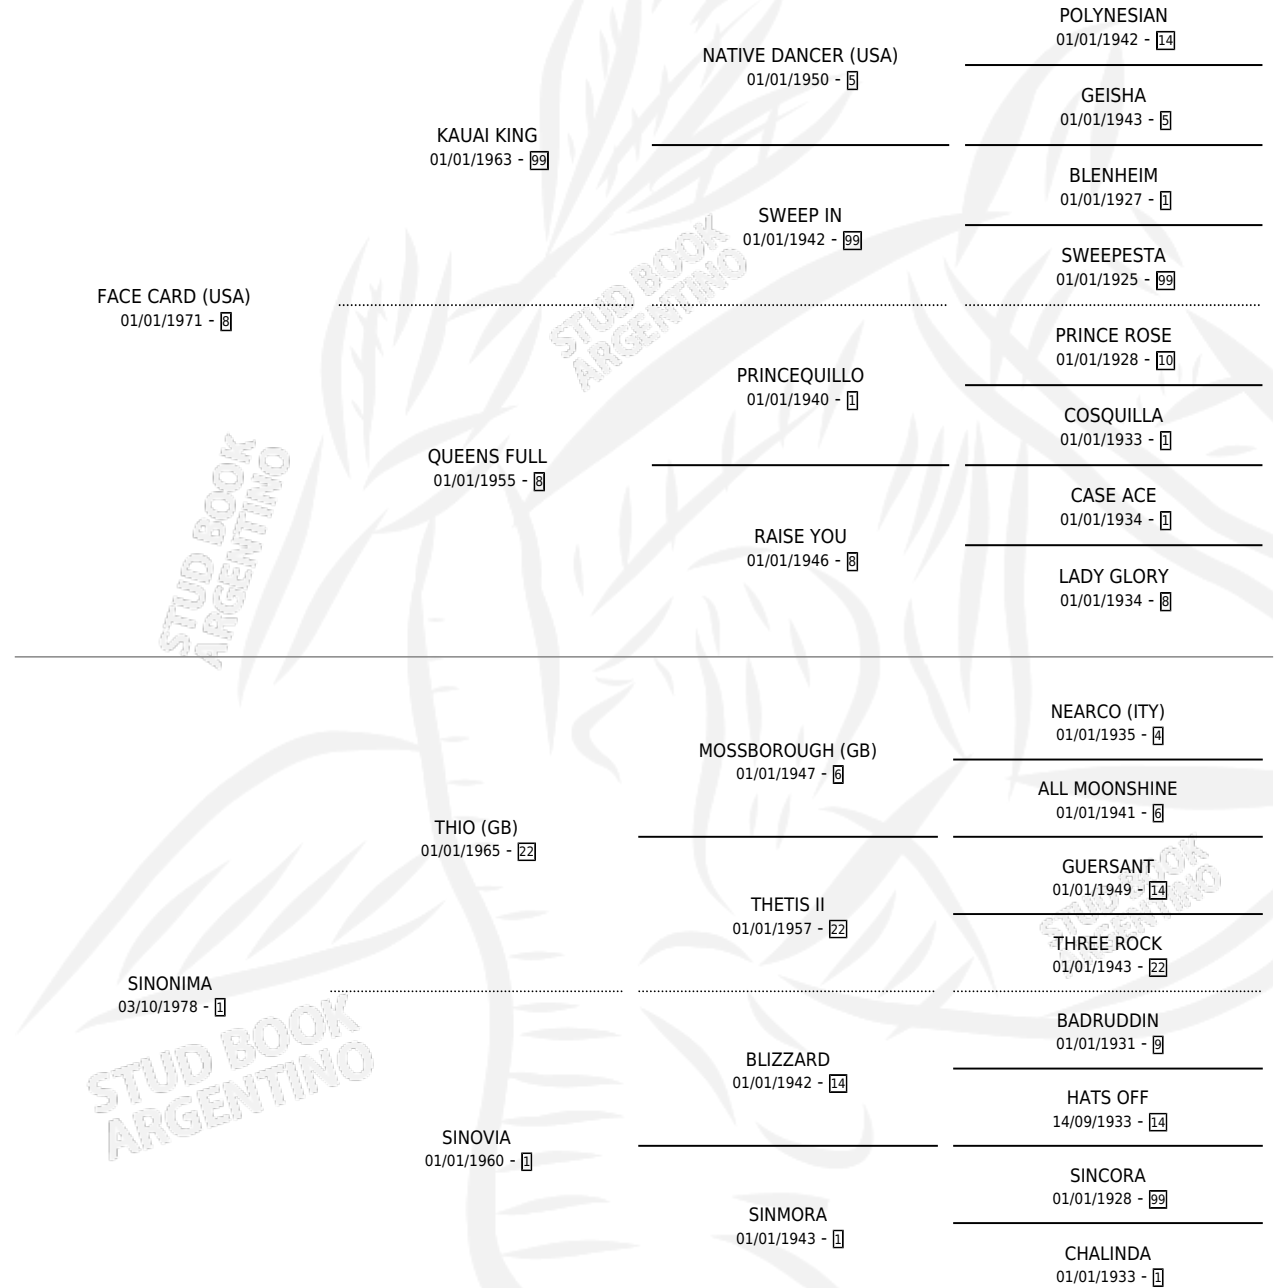 POLYNESIAN
01/01/1942 - 14
NATIVE DANCER (USA)
01/01/1950 - 5
GEISHA
01/01/1943 - 5
KAUAI KING
01/01/1963 - 99
BLENHEIM
01/01/1927 - 1
SWEEP IN
01/01/1942 - 99
SWEEPESTA
01/01/1925 - 99
FACE CARD (USA)
01/01/1971 - 8
STUD BOOK
ARGENTINO
PRINCE ROSE
01/01/1928 - 10
PRINCEQUILLO
01/01/1940 - 1
COSQUILLA
01/01/1933 - 1
QUEENS FULL
01/01/1955 - 8
CASE ACE
01/01/1934 - 1
RAISE YOU
01/01/1946 - 8
LADY GLORY
01/01/1934 - 8
STUD BOOK
ARGENTINO
NEARCO (ITY)
01/01/1935 - 4
MOSSBOROUGH (GB)
01/01/1947 - 6
ALL MOONSHINE
01/01/1941 - 6
THIO (GB)
01/01/1965 - 22
GUERSANT
01/01/1949 - 14
THETIS II
01/01/1957 - 22
STUD BOOK
ARGENTINO
THREE ROCK
01/01/1943 - 22
SINONIMA
03/10/1978 - 1
STUD BOOK
ARGENTINO
BADRUDDIN
01/01/1931 - 9
BLIZZARD
01/01/1942 - 14
HATS OFF
14/09/1933 - 14
SINOVIA
01/01/1960 - 1
SINCORA
01/01/1928 - 99
SINMORA
01/01/1943 - 1
CHALINDA
01/01/1933 - 1